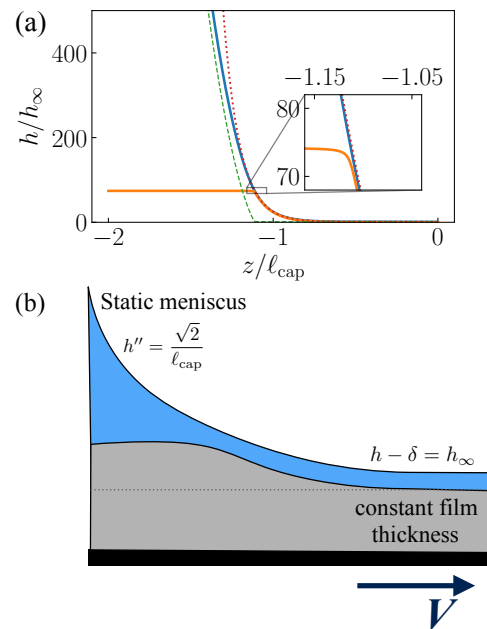 (a)
400
200
0
h/h∞
−2
−1
0
z/ℓcap
−1.15
−1.05
80
70
(b)
Static meniscus
h′′ = √2/ℓcap
h − δ = h∞
constant film
thickness
V